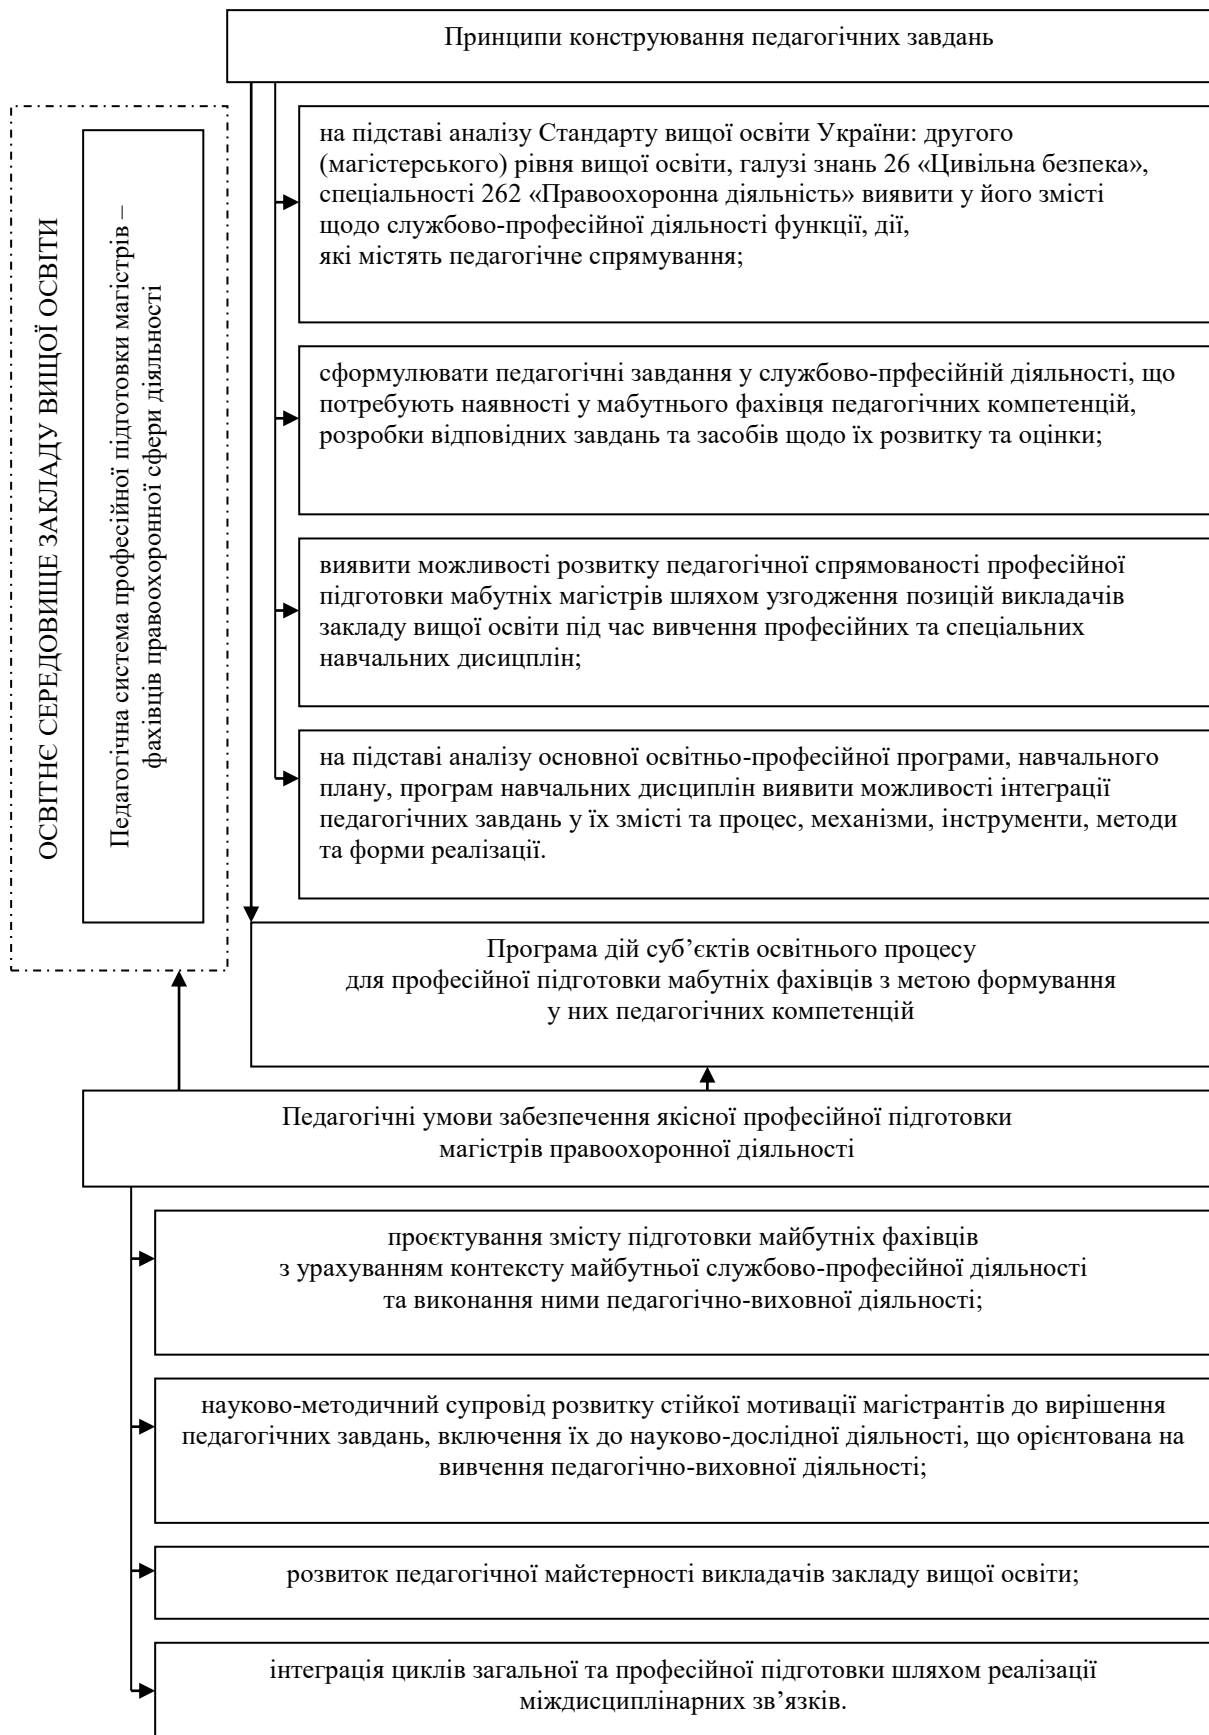 Принципи конструювання педагогічних завдань
ОСВІТНЄ СЕРЕДОВИЩЕ ЗАКЛАДУ ВИЩОЇ ОСВІТИ
Педагогічна система професійної підготовки магістрів –
фахівців правоохоронної сфери діяльності
на підставі аналізу Стандарту вищої освіти України: другого
(магістерського) рівня вищої освіти, галузі знань 26 «Цивільна безпека»,
спеціальності 262 «Правоохоронна діяльність» виявити у його змісті
щодо службово-професійної діяльності функції, дії,
які містять педагогічне спрямування;
сформулювати педагогічні завдання у службово-прфесійній діяльності, що
потребують наявності у мабутнього фахівця педагогічних компетенцій,
розробки відповідних завдань та засобів щодо їх розвитку та оцінки;
виявити можливості розвитку педагогічної спрямованості професійної
підготовки мабутніх магістрів шляхом узгодження позицій викладачів
закладу вищої освіти під час вивчення професійних та спеціальних
навчальних дисициплін;
на підставі аналізу основної освітньо-професійної програми, навчального
плану, програм навчальних дисциплін виявити можливості інтеграції
педагогічних завдань у їх змісті та процес, механізми, інструменти, методи
та форми реалізації.
Програма дій суб’єктів освітнього процесу
для професійної підготовки мабутніх фахівців з метою формування
у них педагогічних компетенцій
Педагогічні умови забезпечення якісної професійної підготовки
магістрів правоохоронної діяльності
проєктування змісту підготовки майбутніх фахівців
з урахуванням контексту майбутньої службово-професійної діяльності
та виконання ними педагогічно-виховної діяльності;
науково-методичний супровід розвитку стійкої мотивації магістрантів до вирішення
педагогічних завдань, включення їх до науково-дослідної діяльності, що орієнтована на
вивчення педагогічно-виховної діяльності;
розвиток педагогічної майстерності викладачів закладу вищої освіти;
інтеграція циклів загальної та професійної підготовки шляхом реалізації
міждисциплінарних зв’язків.